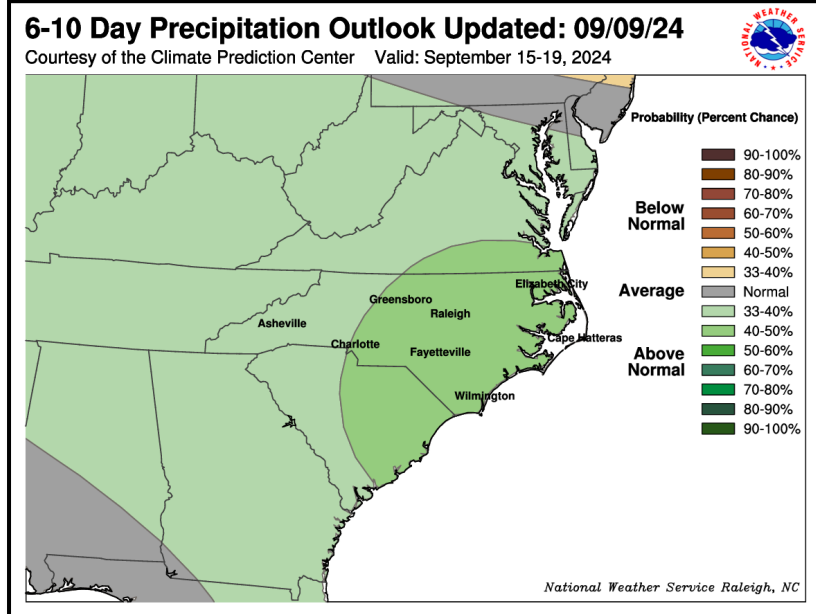 6-10 Day Precipitation Outlook Updated: 09/09/24
Courtesy of the Climate Prediction Center Valid: September 15-19, 2024
NATIONAL WEATHER SERVICE
Probability (Percent Chance)
90-100%
80-90%
70-80%
Below
Normal
60-70%
50-60%
40-50%
33-40%
Average
Normal
33-40%
40-50%
Above
Normal
50-60%
60-70%
70-80%
80-90%
90-100%
Elizabeth City
Greensboro
Raleigh
Asheville
Cape Hatteras
Charlotte
Fayetteville
Wilmington
National Weather Service Raleigh, NC